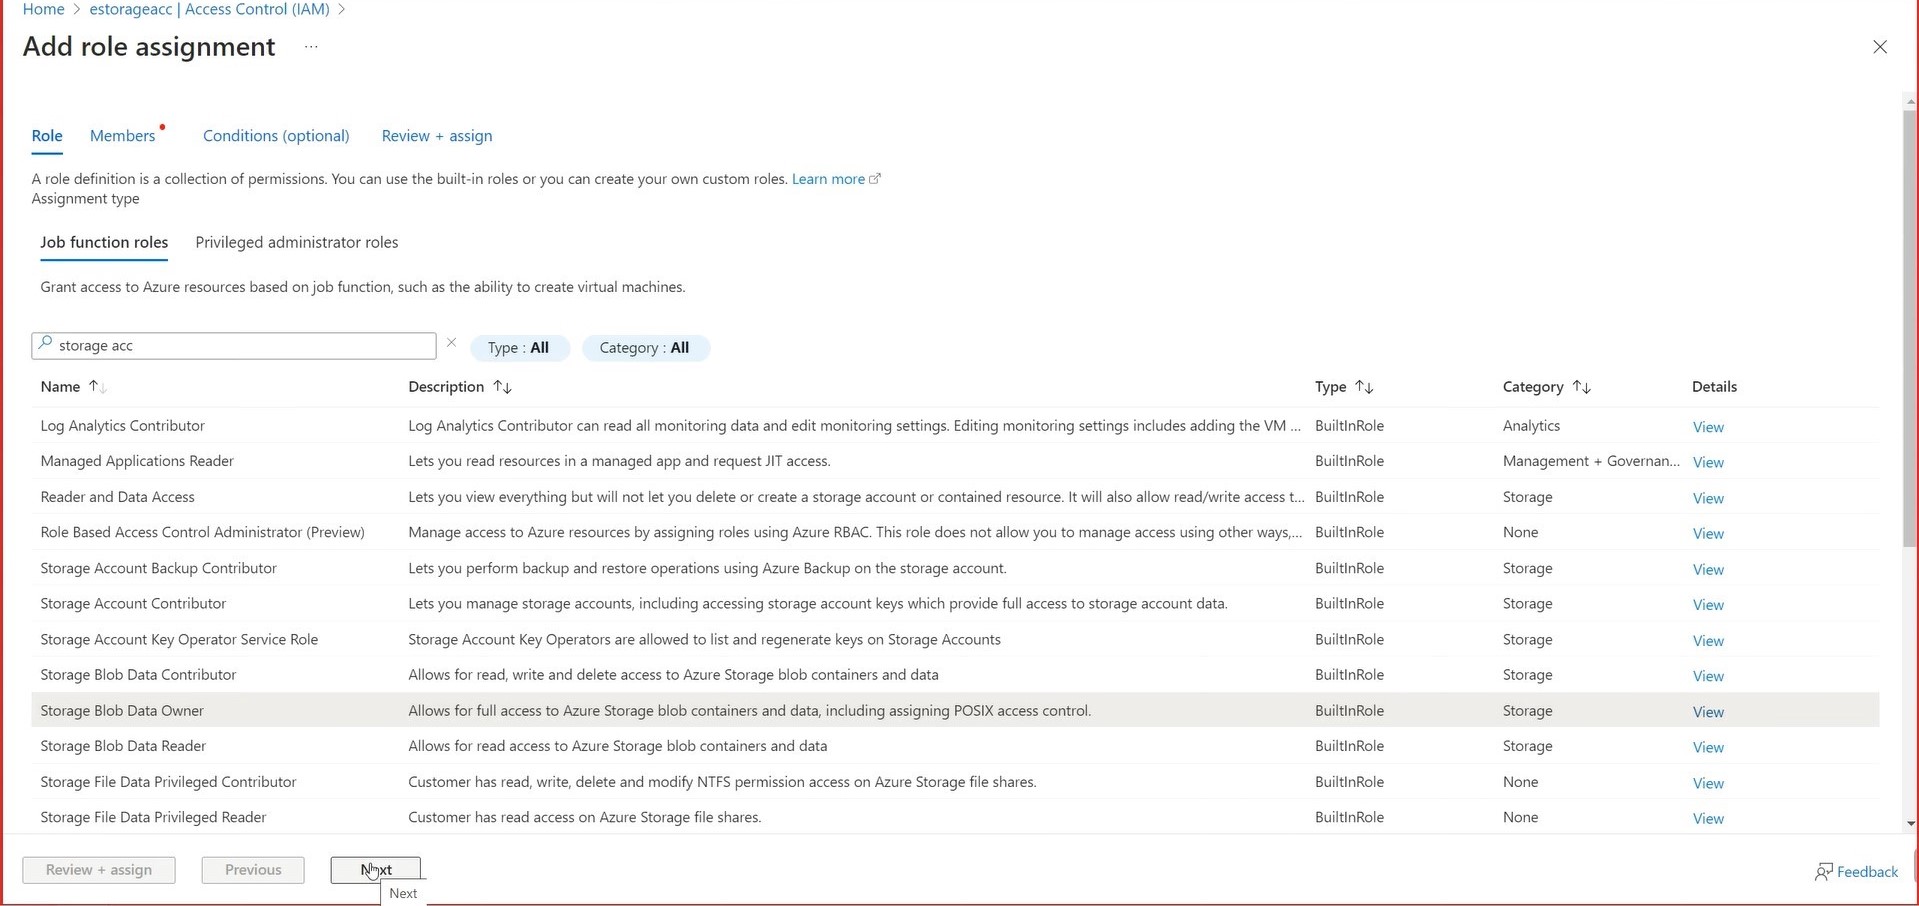 Home > estorageacc | Access Control (IAM) >
Add role assignment ...
Role Members Conditions (optional) Review + assign
A role definition is a collection of permissions. You can use the built-in roles or you can create your own custom roles. Learn more
Assignment type
Job function roles Privileged administrator roles
Grant access to Azure resources based on job function, such as the ability to create virtual machines.
storage acc Type : All Category : All
Name Description Type Category Details
Log Analytics Contributor Log Analytics Contributor can read all monitoring data and edit monitoring settings. Editing monitoring settings includes adding the VM ... BuiltInRole Analytics View
Managed Applications Reader Lets you read resources in a managed app and request JIT access. BuiltInRole Management + Governan... View
Reader and Data Access Lets you view everything but will not let you delete or create a storage account or contained resource. It will also allow read/write access t... BuiltInRole Storage View
Role Based Access Control Administrator (Preview) Manage access to Azure resources by assigning roles using Azure RBAC. This role does not allow you to manage access using other ways,... BuiltInRole None View
Storage Account Backup Contributor Lets you perform backup and restore operations using Azure Backup on the storage account. BuiltInRole Storage View
Storage Account Contributor Lets you manage storage accounts, including accessing storage account keys which provide full access to storage account data. BuiltInRole Storage View
Storage Account Key Operator Service Role Storage Account Key Operators are allowed to list and regenerate keys on Storage Accounts BuiltInRole Storage View
Storage Blob Data Contributor Allows for read, write and delete access to Azure Storage blob containers and data BuiltInRole Storage View
Storage Blob Data Owner Allows for full access to Azure Storage blob containers and data, including assigning POSIX access control. BuiltInRole Storage View
Storage Blob Data Reader Allows for read access to Azure Storage blob containers and data BuiltInRole Storage View
Storage File Data Privileged Contributor Customer has read, write, delete and modify NTFS permission access on Azure Storage file shares. BuiltInRole None View
Storage File Data Privileged Reader Customer has read access on Azure Storage file shares. BuiltInRole None View
Review + assign Previous Next Feedback
Next